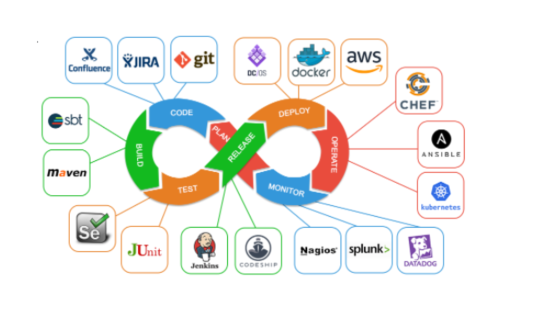 Confluence
JIRA
git
DC/OS
docker
aws
CHEF
sbt
CODE
PLAN
RELEASE
DEPLOY
OPERATE
ANSIBLE
BUILD
maven
TEST
MONITOR
kubernetes
Se
JUnit
Jenkins
CODESHIP
Nagios
splunk>
DATADOG